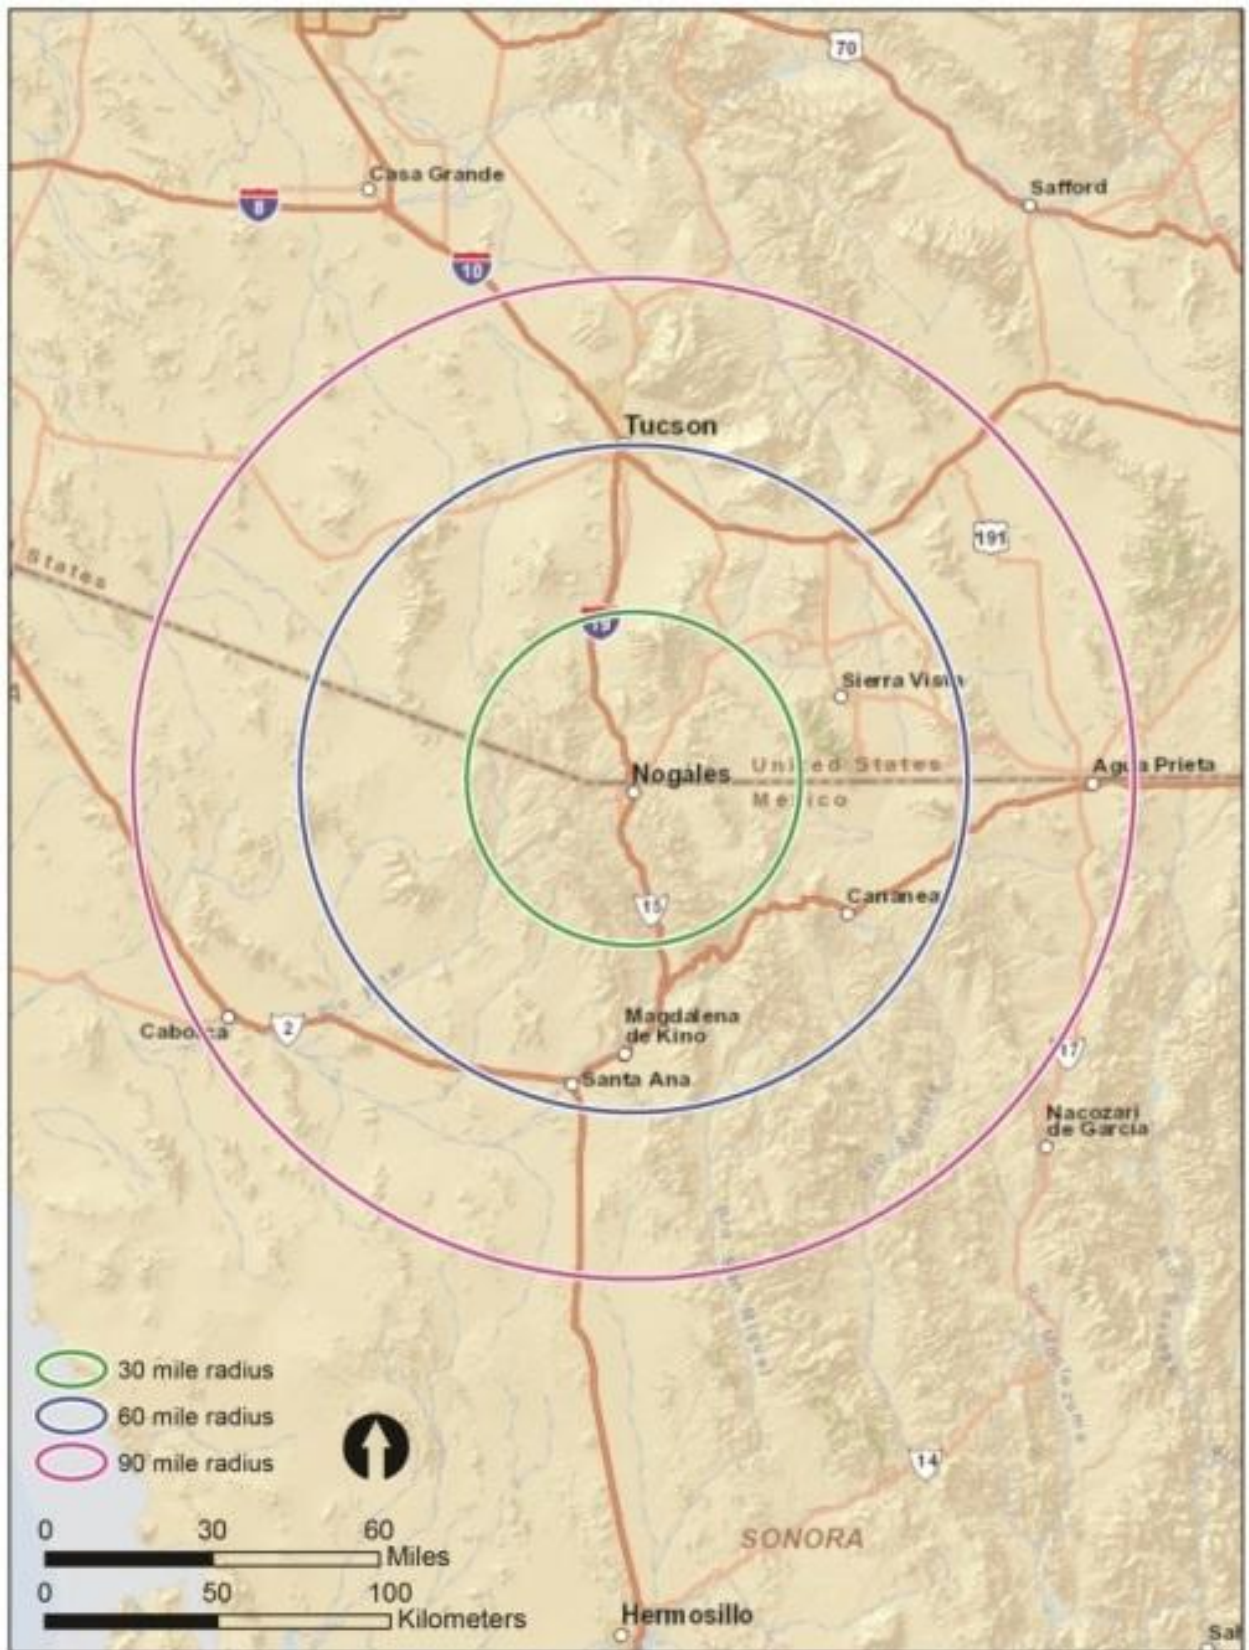 70
Casa Grande
Safford
8
10
Tucson
States
191
19
Sierra Vista
Nogales
United States
Agua Prieta
Mexico
15
Cananea
Magdalena
de Kino
Caborca
2
Santa Ana
17
Nacozari
de Garcia
30 mile radius
60 mile radius
90 mile radius
14
0 30 60
Miles
SONORA
0 50 100
Kilometers
Hermosillo